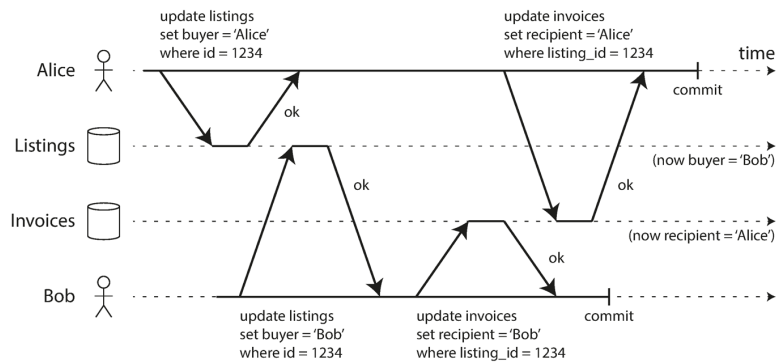 update listings
set buyer = ‘Alice’
where id = 1234
update invoices
set recipient = ‘Alice’
where listing_id = 1234
time
Alice
ok
commit
Listings
(now buyer = ‘Bob’)
ok
ok
Invoices
(now recipient = ‘Alice’)
ok
Bob
update listings
set buyer = ‘Bob’
where id = 1234
update invoices
set recipient = ‘Bob’
where listing_id = 1234
commit